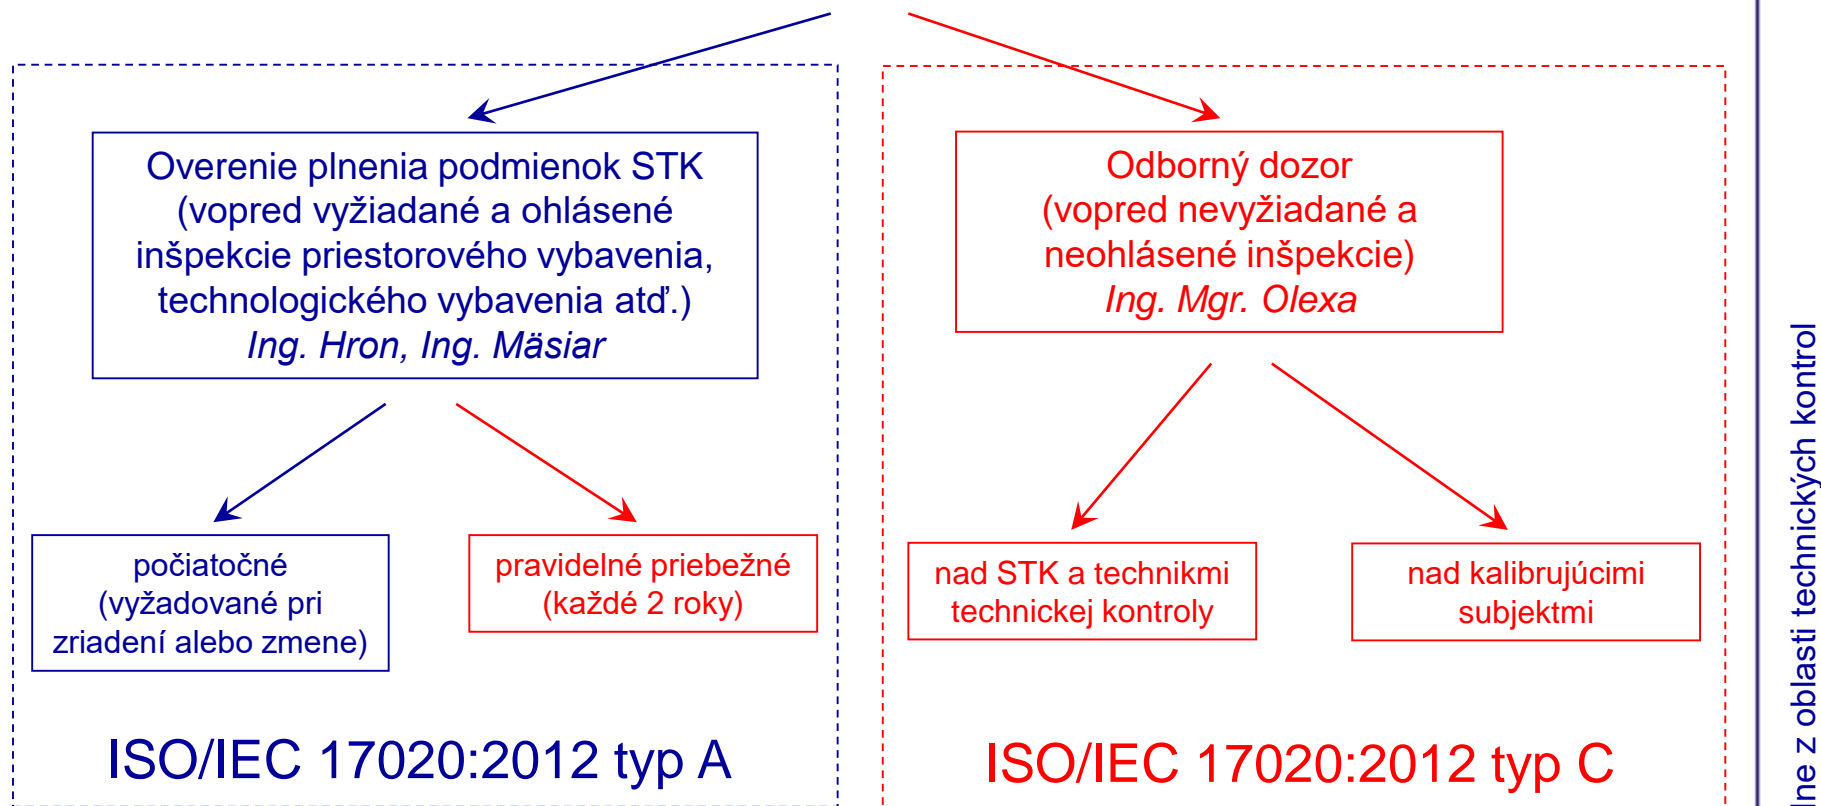 Overenie plnenia podmienok STK
(vopred vyžiadané a ohlásené
inšpekcie priestorového vybavenia,
technologického vybavenia atď.)
Ing. Hron, Ing. Mäsiar
Odborný dozor
(vopred nevyžiadané a
neohlásené inšpekcie)
Ing. Mgr. Olexa
počiatočné
(vyžadované pri
zriadení alebo zmene)
pravidelné priebežné
(každé 2 roky)
nad STK a technikmi
technickej kontroly
nad kalibrujúcimi
subjektmi
ISO/IEC 17020:2012 typ A
ISO/IEC 17020:2012 typ C
z oblasti technických kontrol